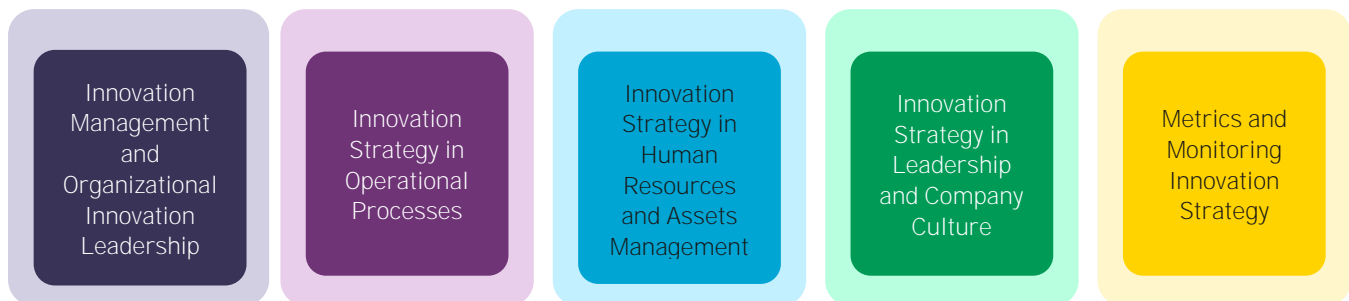 Innovation
Management
and
Organizational
Innovation
Leadership
Innovation
Strategy in
Operational
Processes
Innovation
Strategy in
Human
Resources
and Assets
Management
Innovation
Strategy in
Leadership
and Company
Culture
Metrics and
Monitoring
Innovation
Strategy